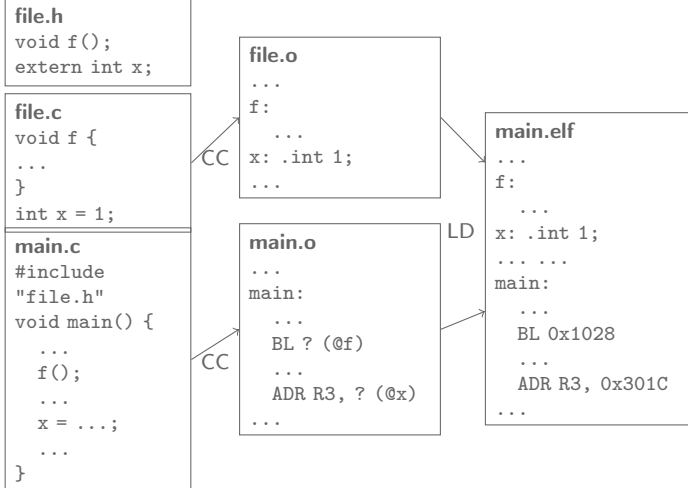 file.h
void f();
extern int x;
file.c
void f {
...
}
int x = 1;
main.c
#include
"file.h"
void main() {
...
f();
...
x = ...;
...
}
CC
CC
file.o
...
f:
...
x: .int 1;
...
main.o
...
main:
...
BL ? (@f)
...
ADR R3, ? (@x)
...
LD
main.elf
...
f:
...
x: .int 1;
... ...
main:
...
BL 0x1028
...
ADR R3, 0x301C
...